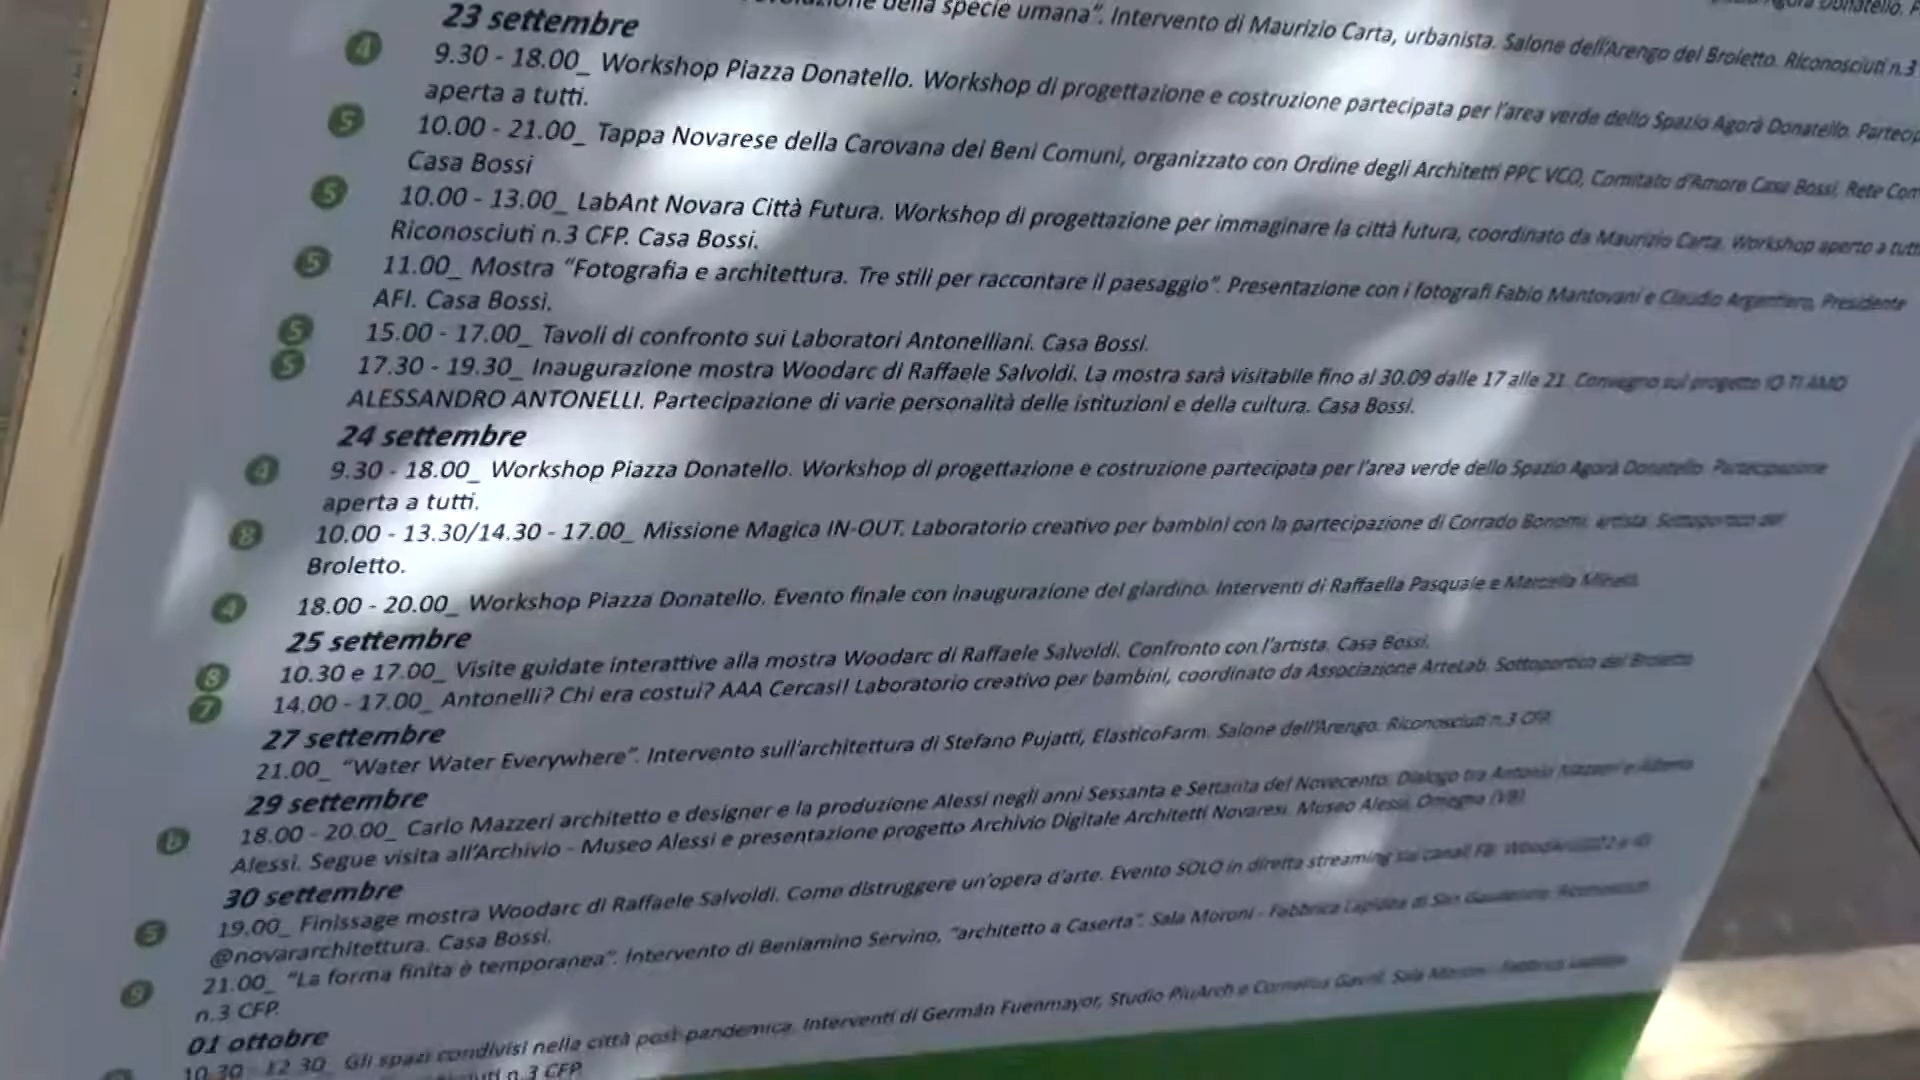 della specie umana". Intervento di Maurizio Carta, urbanista. Salone dell'Arengo del Broletto. Riconosciuti n.3
23 settembre
4 9.30 - 18.00_ Workshop Piazza Donatello. Workshop di progettazione e costruzione partecipata per l'area verde dello Spazio Agorà Donatello. Partecip
aperta a tutti.
5 10.00 - 21.00_ Tappa Novarese della Carovana dei Beni Comuni, organizzato con Ordine degli Architetti PPC VCO, Comitato d'Amore Casa Bossi, Rete Com
Casa Bossi
5 10.00 - 13.00_ LabAnt Novara Città Futura. Workshop di progettazione per immaginare la città futura, coordinato da Maurizio Carta. Workshop aperto a tutti
Riconosciuti n.3 CFP. Casa Bossi.
5 11.00_ Mostra "Fotografia e architettura. Tre stili per raccontare il paesaggio". Presentazione con i fotografi Fabio Mantovani e Claudio Argentiero, Presidente
AFI. Casa Bossi.
5 15.00 - 17.00_ Tavoli di confronto sui Laboratori Antonelliani. Casa Bossi.
5 17.30 - 19.30_ Inaugurazione mostra Woodarc di Raffaele Salvoldi. La mostra sarà visitabile fino al 30.09 dalle 17 alle 21. Convegno sul progetto IO TI AMO
ALESSANDRO ANTONELLI. Partecipazione di varie personalità delle istituzioni e della cultura. Casa Bossi.
24 settembre
4 9.30 - 18.00_ Workshop Piazza Donatello. Workshop di progettazione e costruzione partecipata per l'area verde dello Spazio Agorà Donatello. Partecipazione
aperta a tutti.
8 10.00 - 13.30/14.30 - 17.00_ Missione Magica IN-OUT. Laboratorio creativo per bambini con la partecipazione di Corrado Bonomi, artista. Sottoportico del
Broletto.
4 18.00 - 20.00_ Workshop Piazza Donatello. Evento finale con inaugurazione del giardino. Interventi di Raffaella Pasquale e Marcella
25 settembre
8 10.30 e 17.00_ Visite guidate interattive alla mostra Woodarc di Raffaele Salvoldi. Confronto con l'artista. Casa Bossi.
7 14.00 - 17.00_ Antonelli? Chi era costui? AAA Cercasi! Laboratorio creativo per bambini, coordinato da Associazione ArteLab. Sottoportico del Broletto
27 settembre
21.00_ "Water Water Everywhere". Intervento sull'architettura di Stefano Pujatti, ElasticoFarm. Salone dell'Arengo. Riconosciuti n.3 CFP.
29 settembre
6 18.00 - 20.00_ Carlo Mazzeri architetto e designer e la produzione Alessi negli anni Sessanta e Settanta del Novecento. Dialogo tra Antonio Mazzeri e Alberto
Alessi. Segue visita all'Archivio - Museo Alessi e presentazione progetto Archivio Digitale Architetti Novaresi. Museo Alessi, Omegna (VB)
30 settembre
5 19.00_ Finissage mostra Woodarc di Raffaele Salvoldi. Come distruggere un'opera d'arte. Evento SOLO in diretta streaming sui canali FB
@novararchitettura. Casa Bossi.
9 21.00_ "La forma finita è temporanea". Intervento di Beniamino Servino, "architetto a Caserta". Sala Moroni - Fabbrica Lapidea di San Gaudenzio. Riconosciuti
n.3 CFP.
01 ottobre
10.30 - 12.30_ Gli spazi condivisi nella città post-pandemica. Interventi di Germán Fuenmayor, Studio PiuArch e Cornelius Gavril. Sala Moroni - Fabbrica Lapidea
n.3 CFP